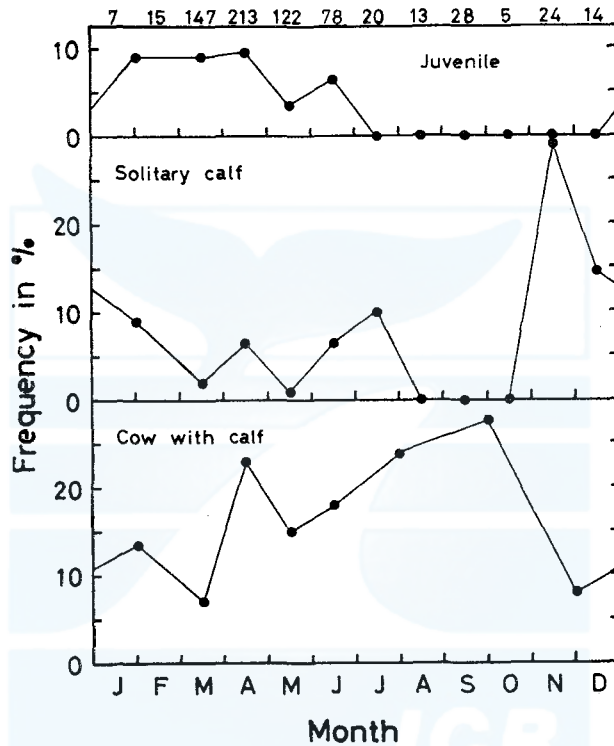 7 15 147 213 122 78 20 13 28 5 24 14
10
Juvenile
0
Solitary calf
20
10
0
Cow with calf
20
10
0
Frequency in %
J F M A M J J A S O N D
Month
ICR